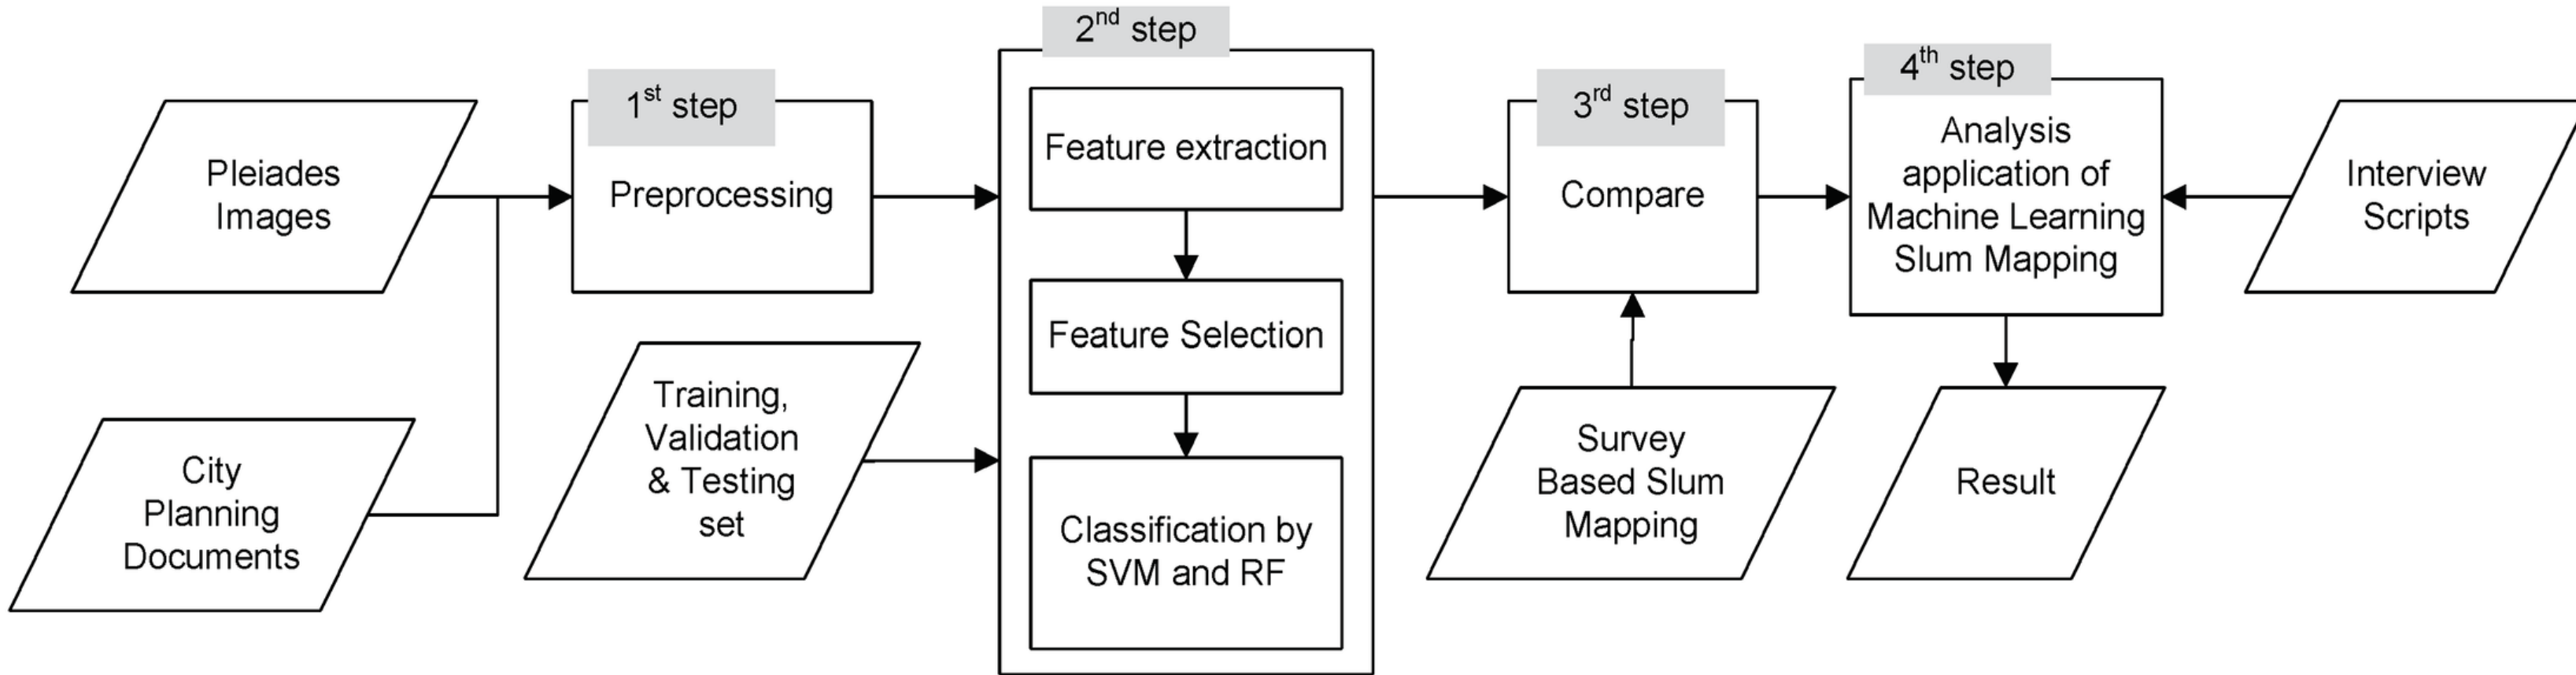 Pleiades
Images
City
Planning
Documents
1st step
Preprocessing
Training,
Validation
& Testing
set
2nd step
Feature extraction
Feature Selection
Classification by
SVM and RF
3rd step
Compare
Survey
Based Slum
Mapping
4th step
Analysis
application of
Machine Learning
Slum Mapping
Result
Interview
Scripts